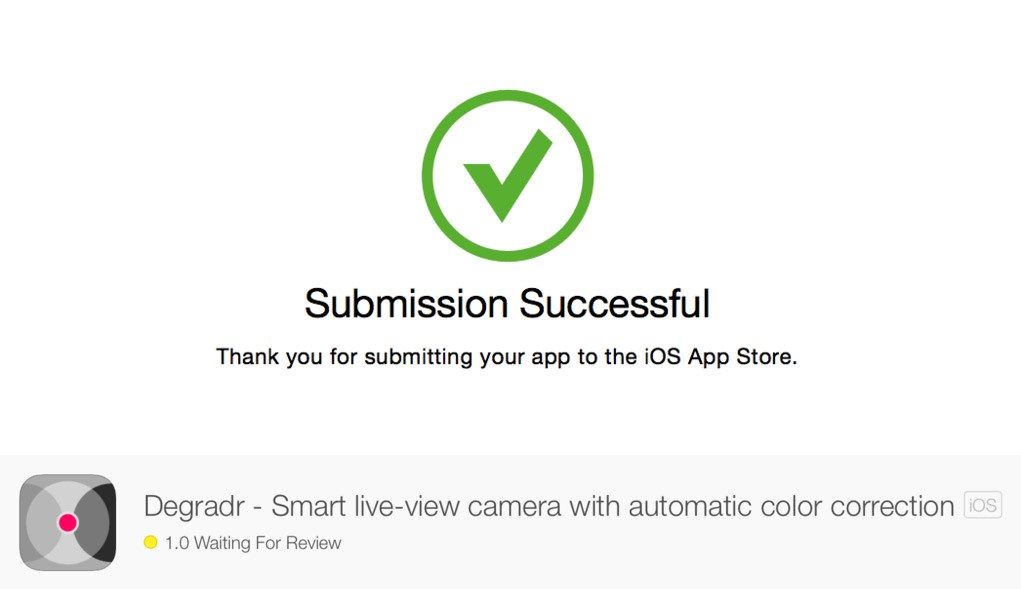 Submission Successful
Thank you for submitting your app to the iOS App Store.
Degradr - Smart live-view camera with automatic color correction iOS
1.0 Waiting For Review